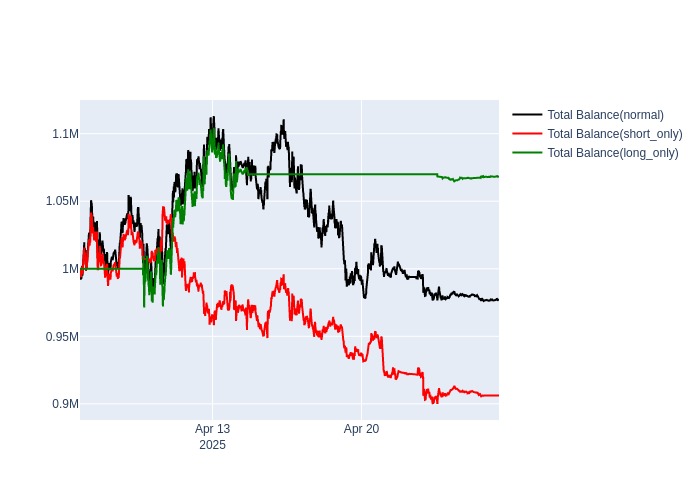 1.1M
1.05M
1M
0.95M
0.9M
Apr 13
2025
Apr 20
Total Balance(normal)
Total Balance(short_only)
Total Balance(long_only)